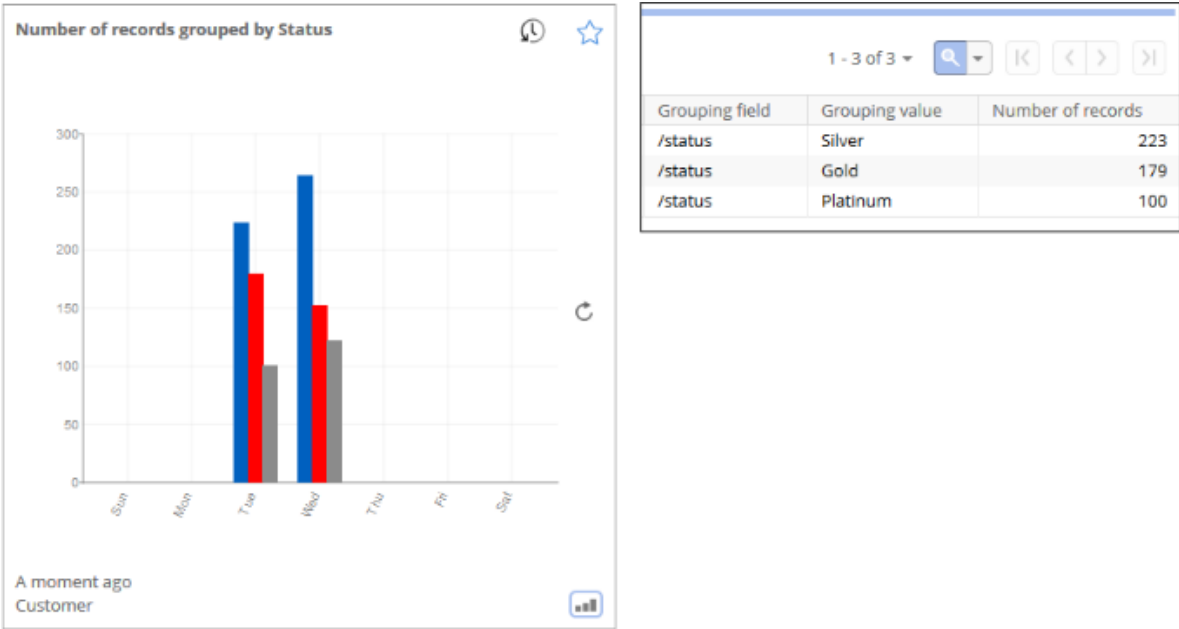 Number of records grouped by Status
300
250
200
150
100
50
0
Sun
Mon
Tue
Wed
Thu
Fri
Sat
A moment ago
Customer
1 - 3 of 3
Grouping field Grouping value Number of records
/status Silver 223
/status Gold 179
/status Platinum 100